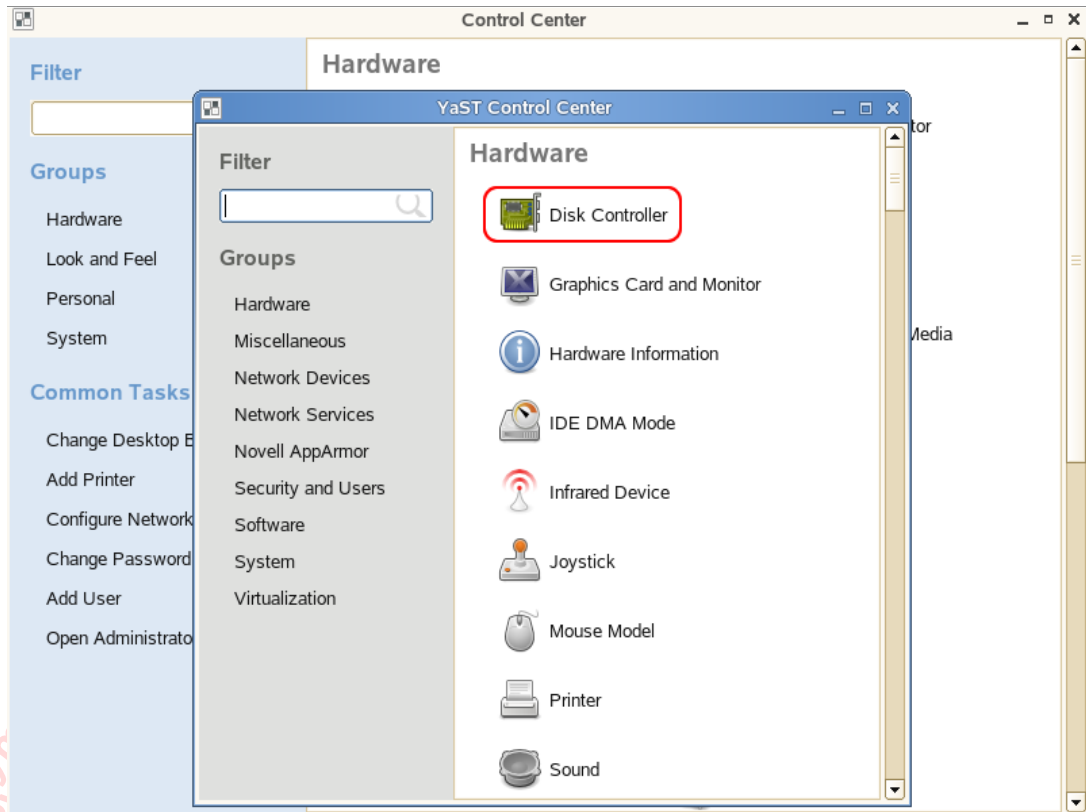 Control Center
Filter
Groups
Hardware
Look and Feel
Personal
System
Common Tasks
Change Desktop
Add Printer
Configure Network
Change Password
Add User
Open
Hardware
Media
YaST Control Center
Filter
Groups
Hardware
Miscellaneous
Network Devices
Network Services
Novell AppArmor
Security and Users
Software
System
Virtualization
Hardware
Disk Controller
Graphics Card and Monitor
Hardware Information
IDE DMA Mode
Infrared Device
Joystick
Mouse Model
Printer
Sound